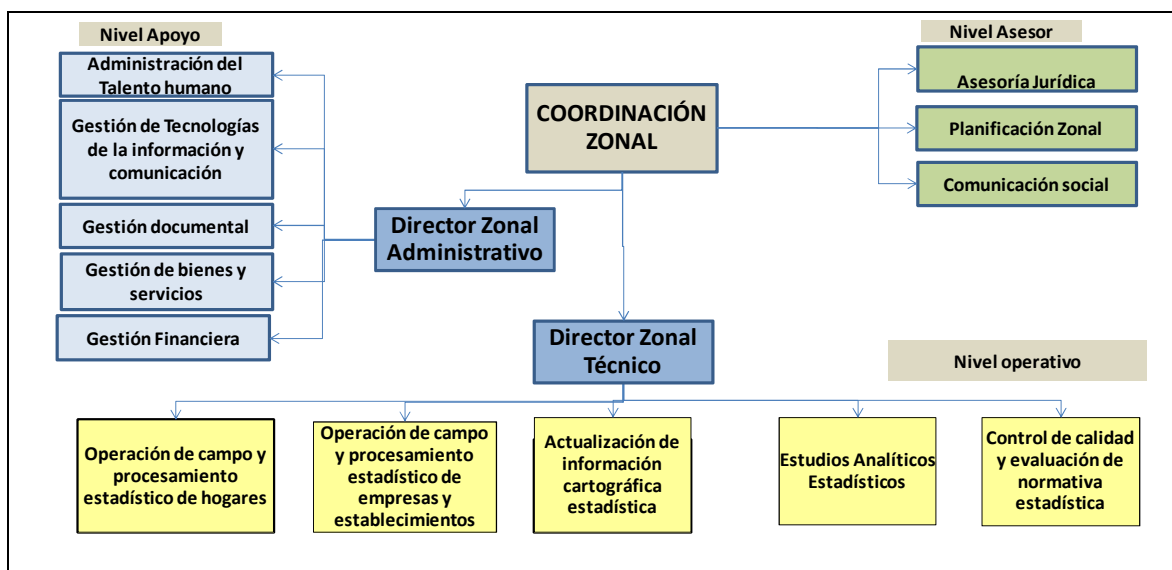 Nivel Apoyo
Administración del
Talento humano
Gestión de Tecnologías
de la información y
comunicación
Gestión documental
Gestión de bienes y
servicios
Gestión Financiera
COORDINACIÓN
ZONAL
Nivel Asesor
Asesoría Jurídica
Planificación Zonal
Comunicación social
Director Zonal
Administrativo
Director Zonal
Técnico
Nivel operativo
Operación de campo y
procesamiento
estadístico de hogares
Operación de campo
y procesamiento
estadístico de
empresas y
establecimientos
Actualización de
información
cartográfica
estadística
Estudios Analíticos
Estadísticos
Control de calidad
y evaluación de
normativa
estadística